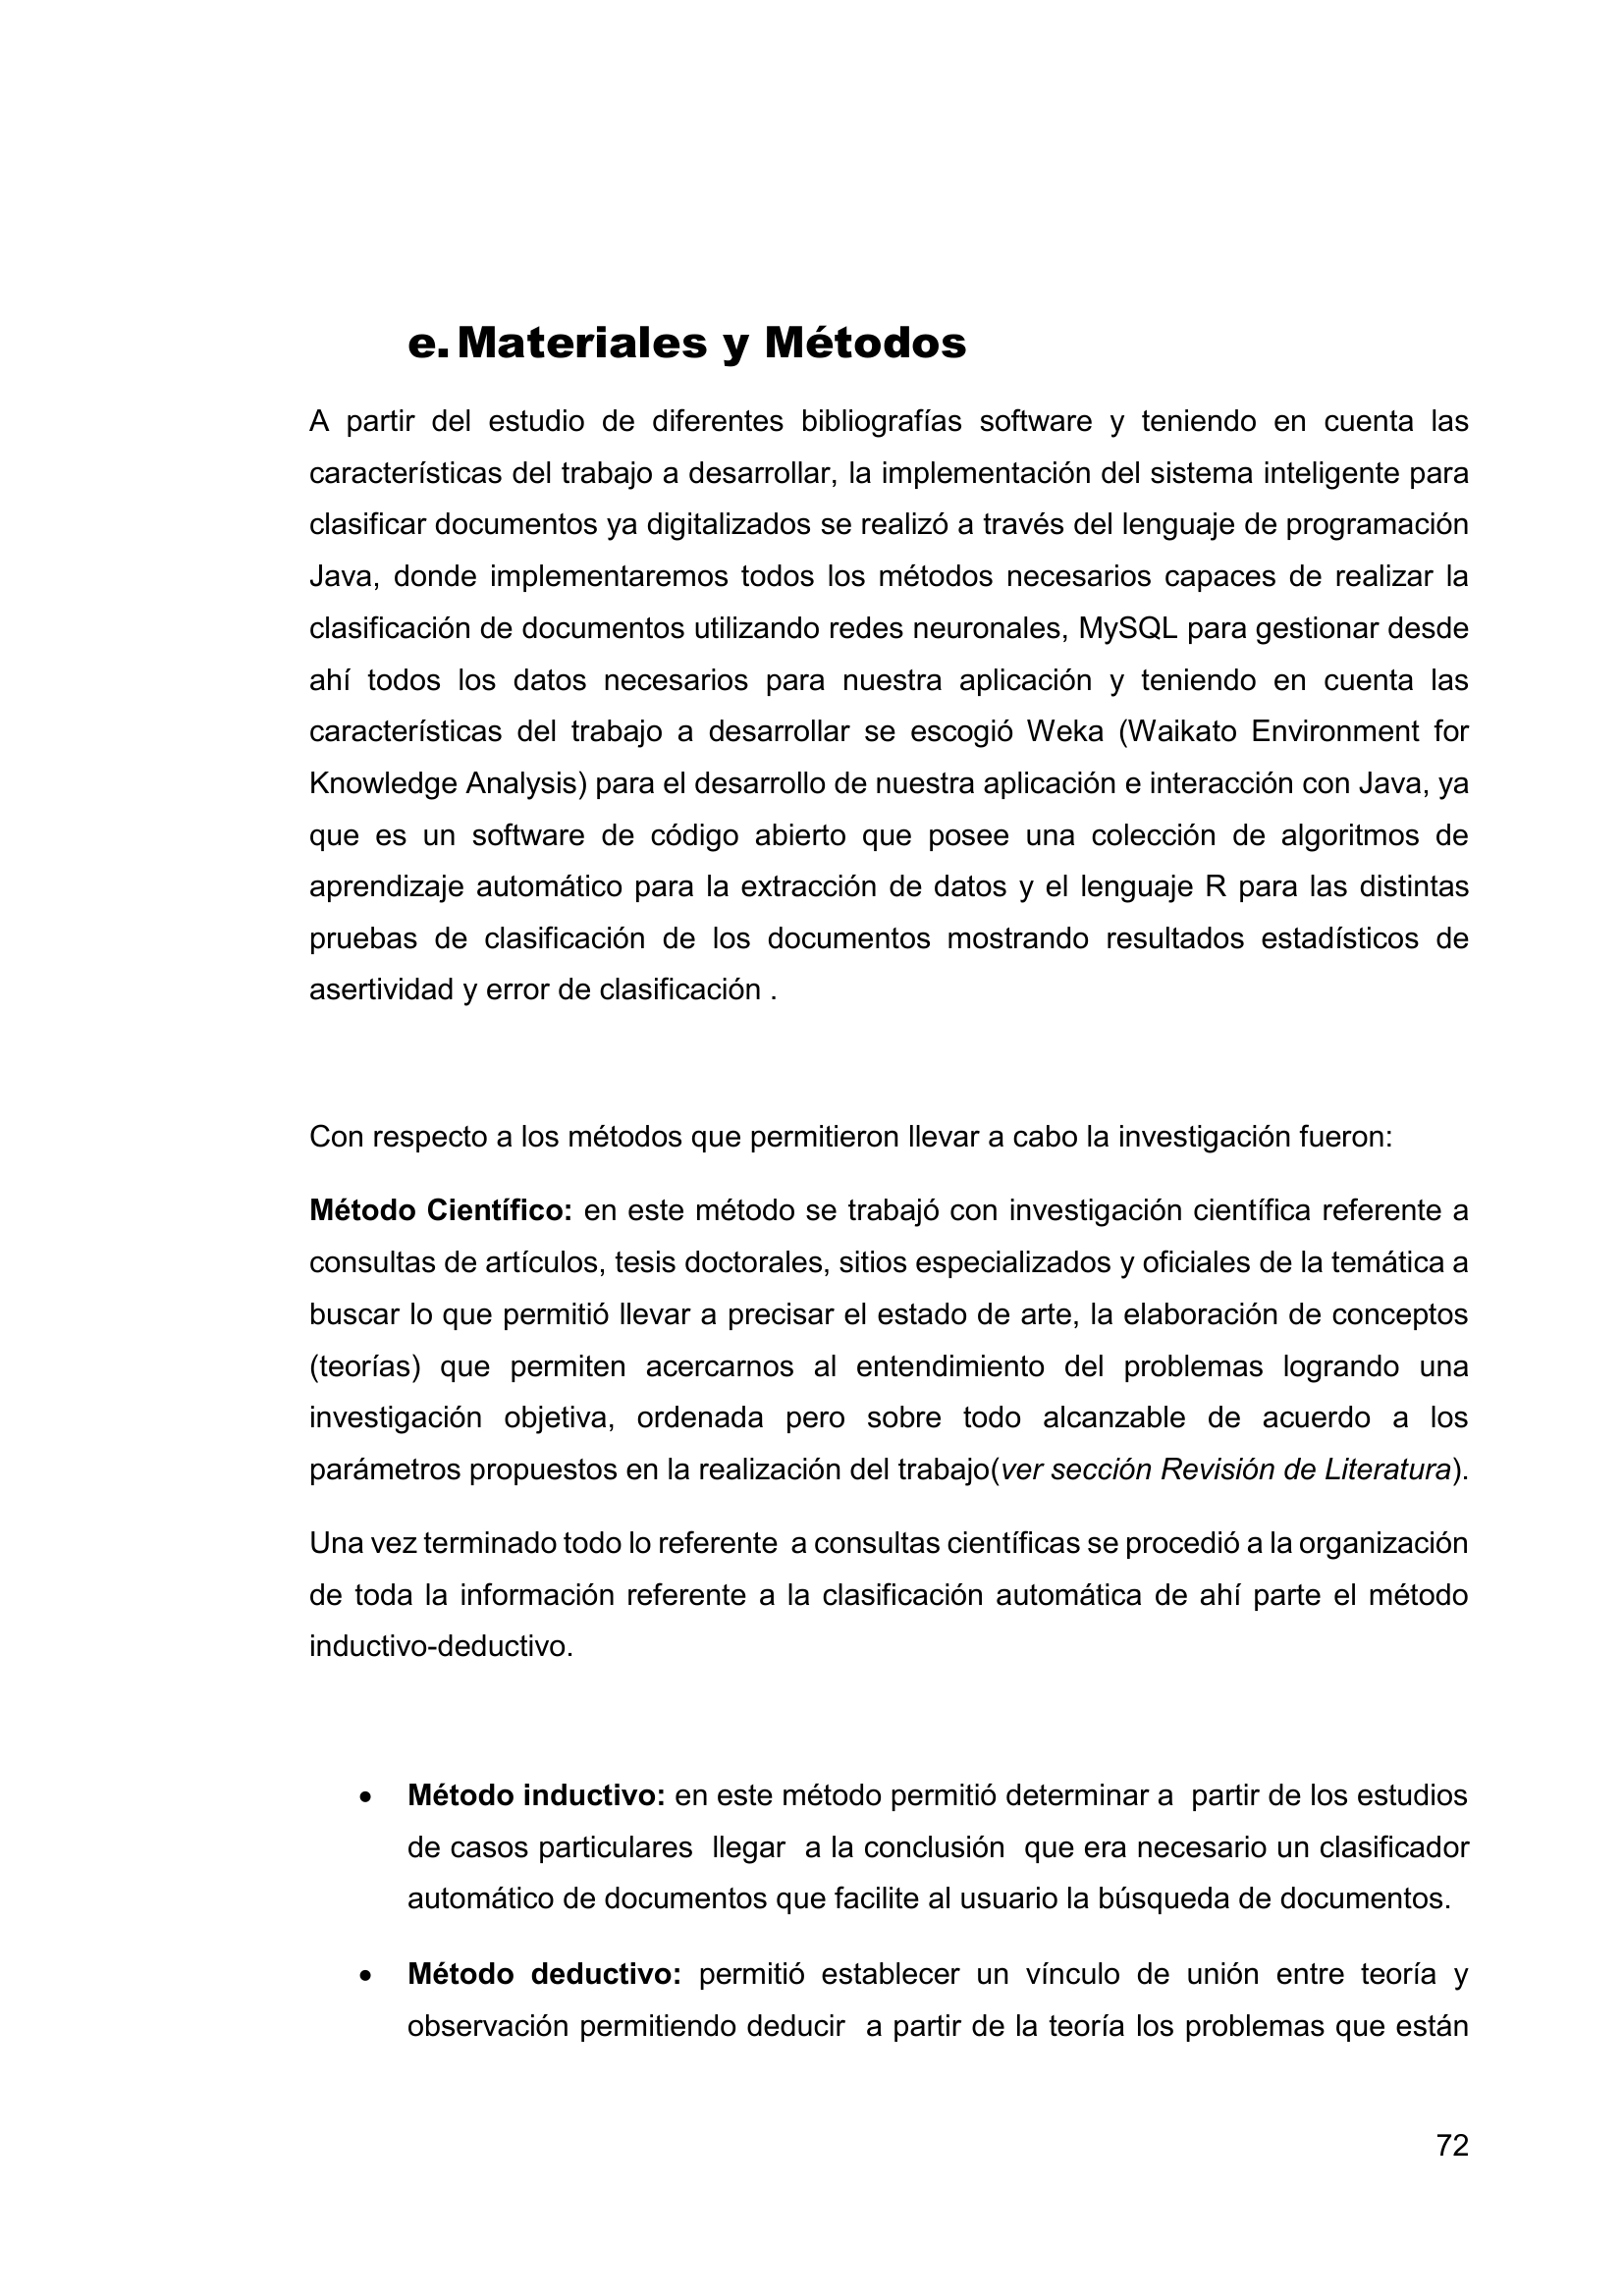 e. Materiales y Métodos
A partir del estudio de diferentes bibliografías software y teniendo en cuenta las
características del trabajo a desarrollar, la implementación del sistema inteligente para
clasificar documentos ya digitalizados se realizó a través del lenguaje de programación
Java, donde implementaremos todos los métodos necesarios capaces de realizar la
clasificación de documentos utilizando redes neuronales, MySQL para gestionar desde
ahí todos los datos necesarios para nuestra aplicación y teniendo en cuenta las
características del trabajo a desarrollar se escogió Weka (Waikato Environment for
Knowledge Analysis) para el desarrollo de nuestra aplicación e interacción con Java, ya
que es un software de código abierto que posee una colección de algoritmos de
aprendizaje automático para la extracción de datos y el lenguaje R para las distintas
pruebas de clasificación de los documentos mostrando resultados estadísticos de
asertividad y error de clasificación .
Con respecto a los métodos que permitieron llevar a cabo la investigación fueron:
Método Científico: en este método se trabajó con investigación científica referente a
consultas de artículos, tesis doctorales, sitios especializados y oficiales de la temática a
buscar lo que permitió llevar a precisar el estado de arte, la elaboración de conceptos
(teorías) que permiten acercarnos al entendimiento del problemas logrando una
investigación objetiva, ordenada pero sobre todo alcanzable de acuerdo a los
parámetros propuestos en la realización del trabajo(ver sección Revisión de Literatura).
Una vez terminado todo lo referente  a consultas científicas se procedió a la organización
de toda la información referente a la clasificación automática de ahí parte el método
inductivo-deductivo.
• Método inductivo: en este método permitió determinar a  partir de los estudios
de casos particulares  llegar  a la conclusión  que era necesario un clasificador
automático de documentos que facilite al usuario la búsqueda de documentos.
• Método deductivo: permitió establecer un vínculo de unión entre teoría y
observación permitiendo deducir  a partir de la teoría los problemas que están
72